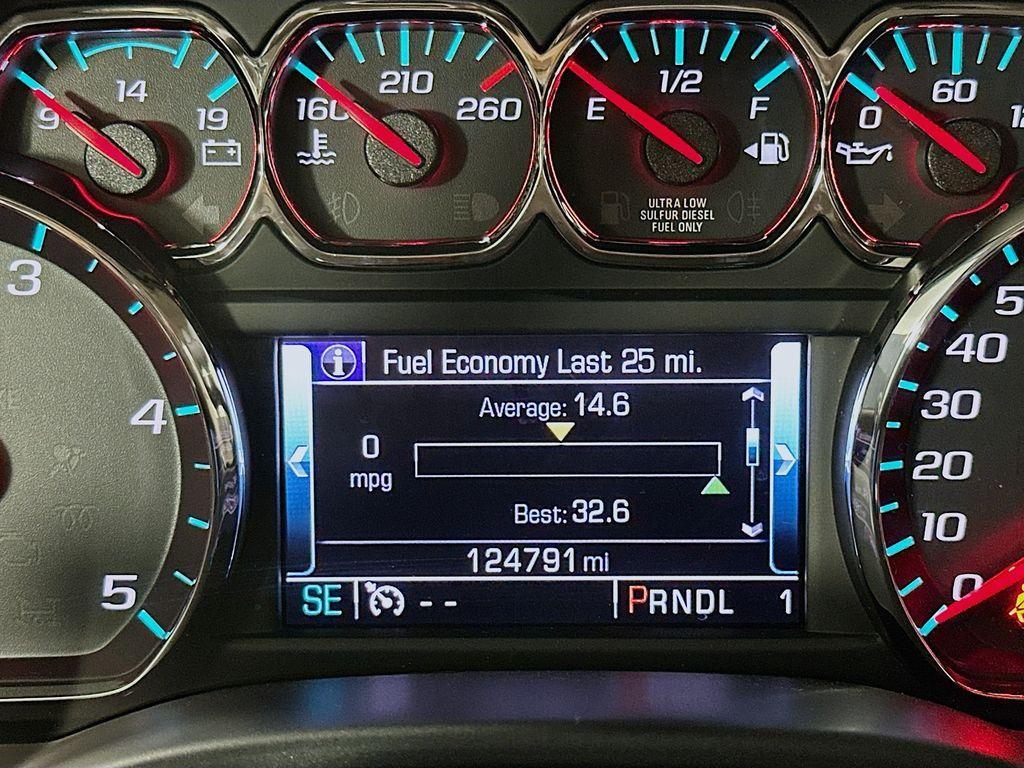 9 14 19
160 210 260
E 1/2 F
ULTRA LOW
SULFUR DIESEL
FUEL ONLY
0 60
3
4
5
i Fuel Economy Last 25 mi.
Average: 14.6
0
mpg
Best: 32.6
124791 mi
SE -- PRNDL 1
40
30
20
10
0